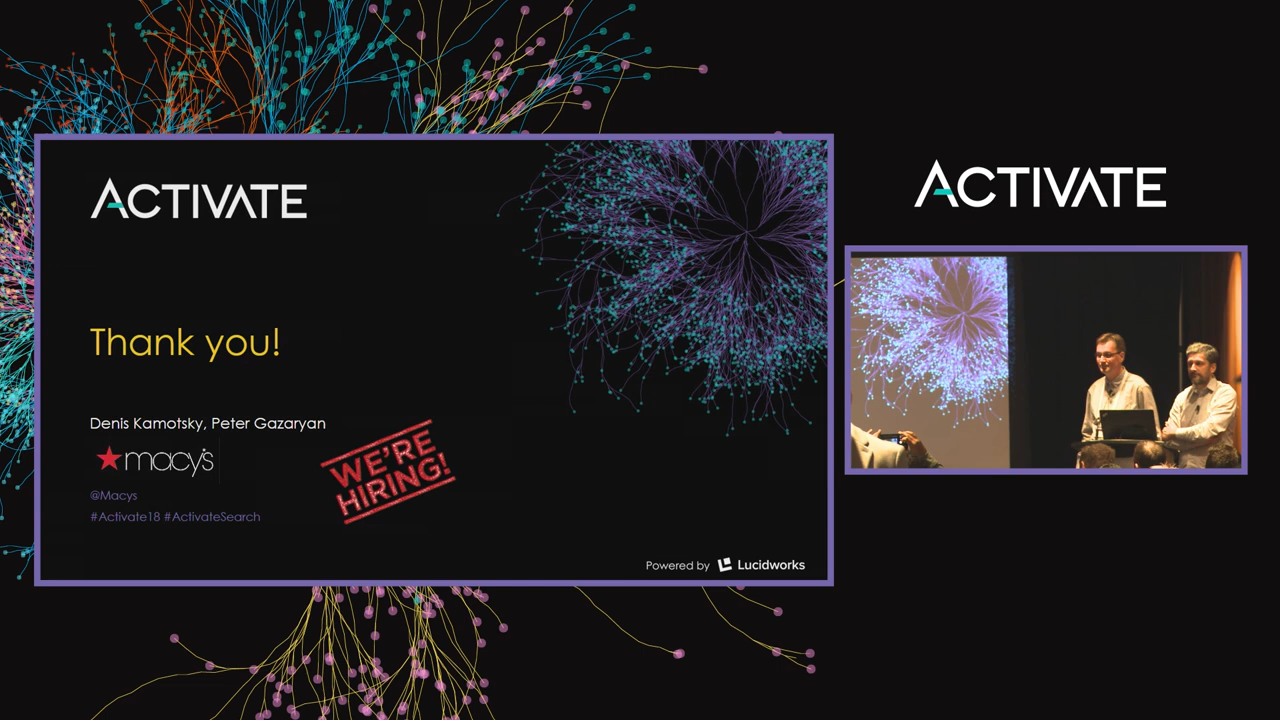 ACTIVATE
Thank you!
Denis Kamotsky, Peter Gazaryan
macy's
@Macys
#Activate18 #ActivateSearch
WE'RE
HIRING!
Powered by Lucidworks
ACTIVATE